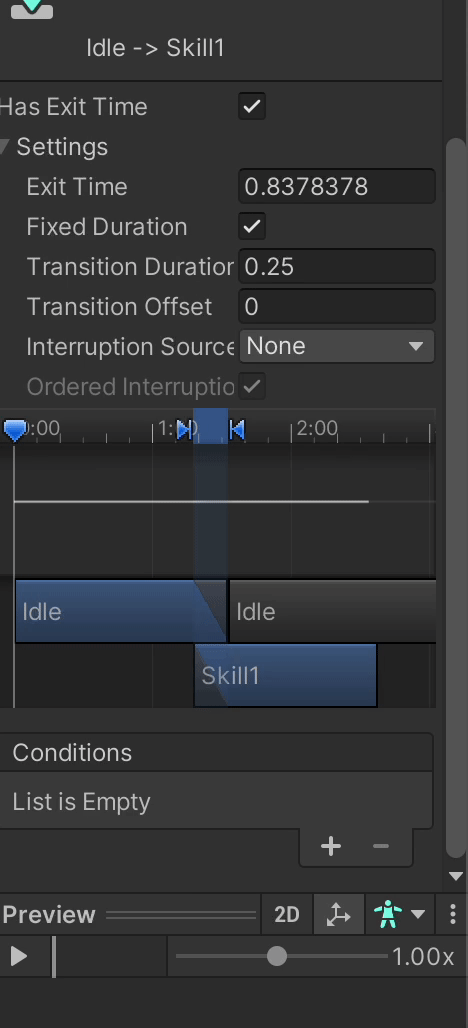 Idle -> Skill1
Has Exit Time
Settings
Exit Time 0.8378378
Fixed Duration
Transition Duration 0.25
Transition Offset 0
Interruption Source None
Ordered Interruptio
:00 1: 0 2:00
Idle Idle
Skill1
Conditions
List is Empty
+ −
Preview 2D
1.00x